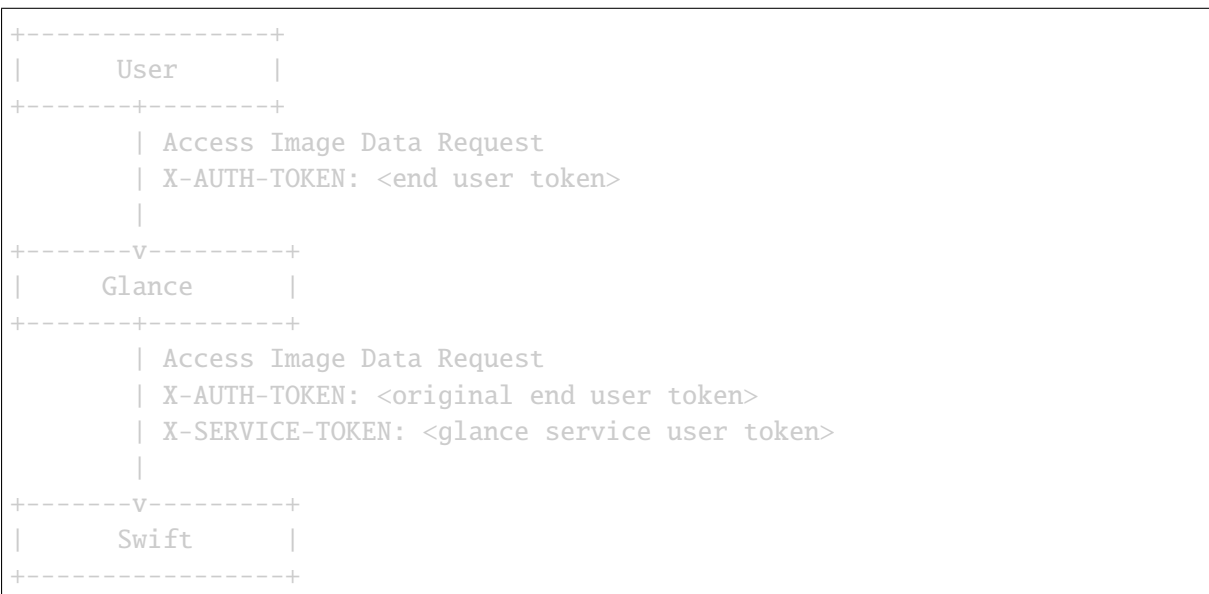 +----------------+
|      User      |
+-------+--------+
        | Access Image Data Request
        | X-AUTH-TOKEN: <end user token>
        |
+-------v---------+
|     Glance      |
+-------+---------+
        | Access Image Data Request
        | X-AUTH-TOKEN: <original end user token>
        | X-SERVICE-TOKEN: <glance service user token>
        |
+-------v---------+
|      Swift      |
+-----------------+